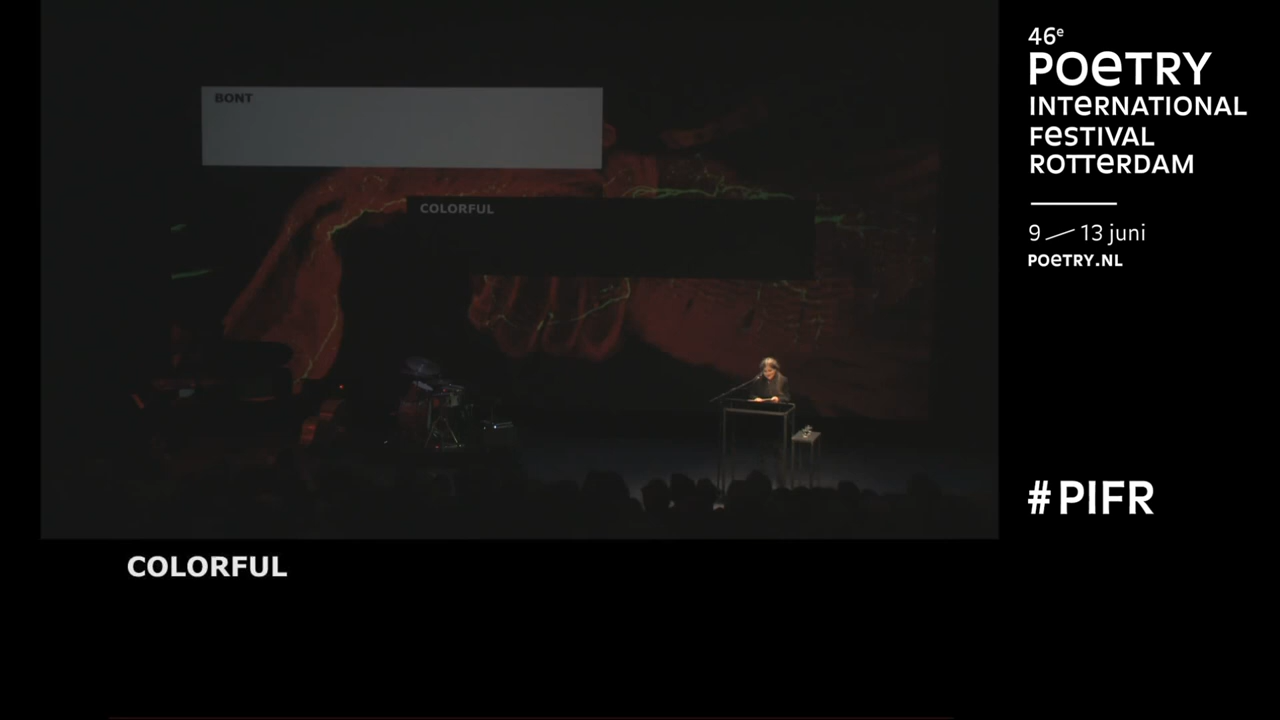 BONT
COLORFUL
COLORFUL
46e
POeTRY
INTeRNATIONAL
FeSTIVAL
ROTTeRDAM
9 — 13 juni
POeTRY.NL
#PIFR